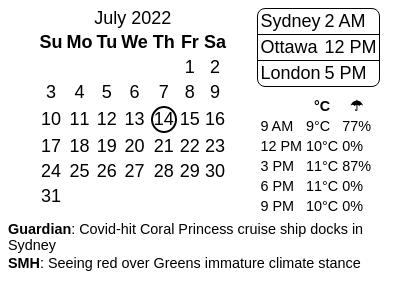 July 2022
Su Mo Tu We Th Fr Sa
1 2
3 4 5 6 7 8 9
10 11 12 13 14 15 16
17 18 19 20 21 22 23
24 25 26 27 28 29 30
31
Sydney 2 AM
Ottawa 12 PM
London 5 PM
°C ☂
9 AM 9°C 77%
12 PM 10°C 0%
3 PM 11°C 87%
6 PM 11°C 0%
9 PM 10°C 0%
Guardian: Covid-hit Coral Princess cruise ship docks in
Sydney
SMH: Seeing red over Greens immature climate stance